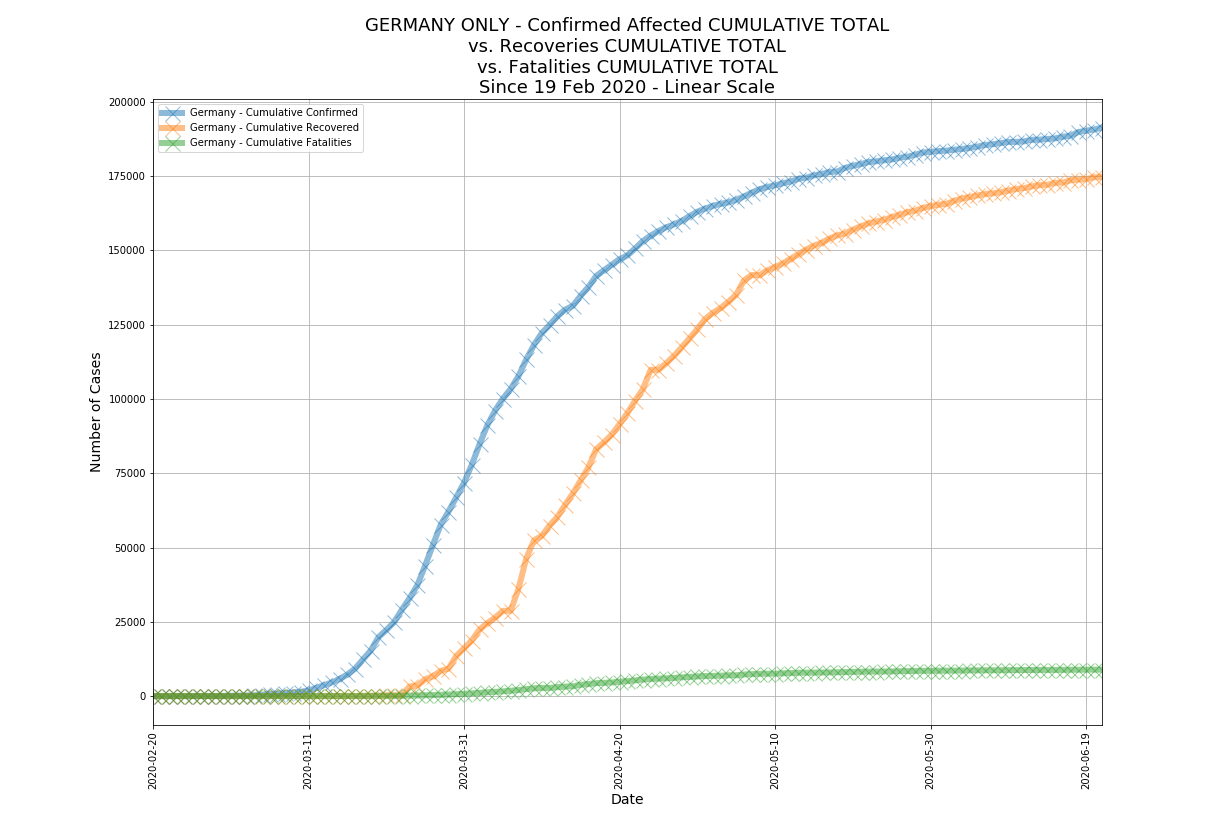 GERMANY ONLY - Confirmed Affected CUMULATIVE TOTAL
vs. Recoveries CUMULATIVE TOTAL
vs. Fatalities CUMULATIVE TOTAL
Since 19 Feb 2020 - Linear Scale
Germany - Cumulative Confirmed
Germany - Cumulative Recovered
Germany - Cumulative Fatalities
Number of Cases
200000
175000
150000
125000
100000
75000
50000
25000
0
2020-02-20
2020-03-11
2020-03-31
2020-04-20
2020-05-10
2020-05-30
2020-06-19
Date